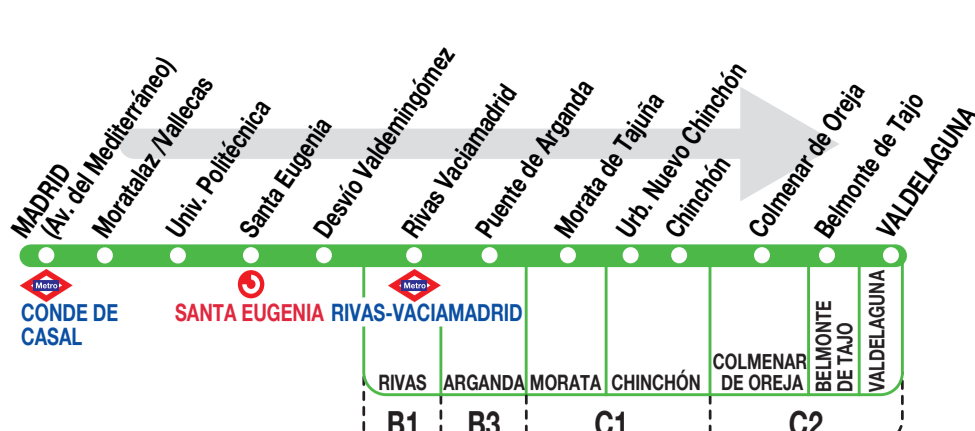 MADRID
(Av. del Mediterráneo)
Moratalaz /Vallecas
Univ. Politécnica
Santa Eugenia
Desvío Valdemingómez
Rivas Vaciamadrid
Puente de Arganda
Morata de Tajuña
Urb. Nuevo Chinchón
Chinchón
Colmenar de Oreja
Belmonte de Tajo
VALDELAGUNA
Metro
Metro
CONDE DE
CASAL
SANTA EUGENIA
RIVAS-VACIAMADRID
RIVAS
ARGANDA
MORATA
CHINCHÓN
COLMENAR
DE OREJA
BELMONTE
DE TAJO
VALDELAGUNA
B1
B3
C1
C2